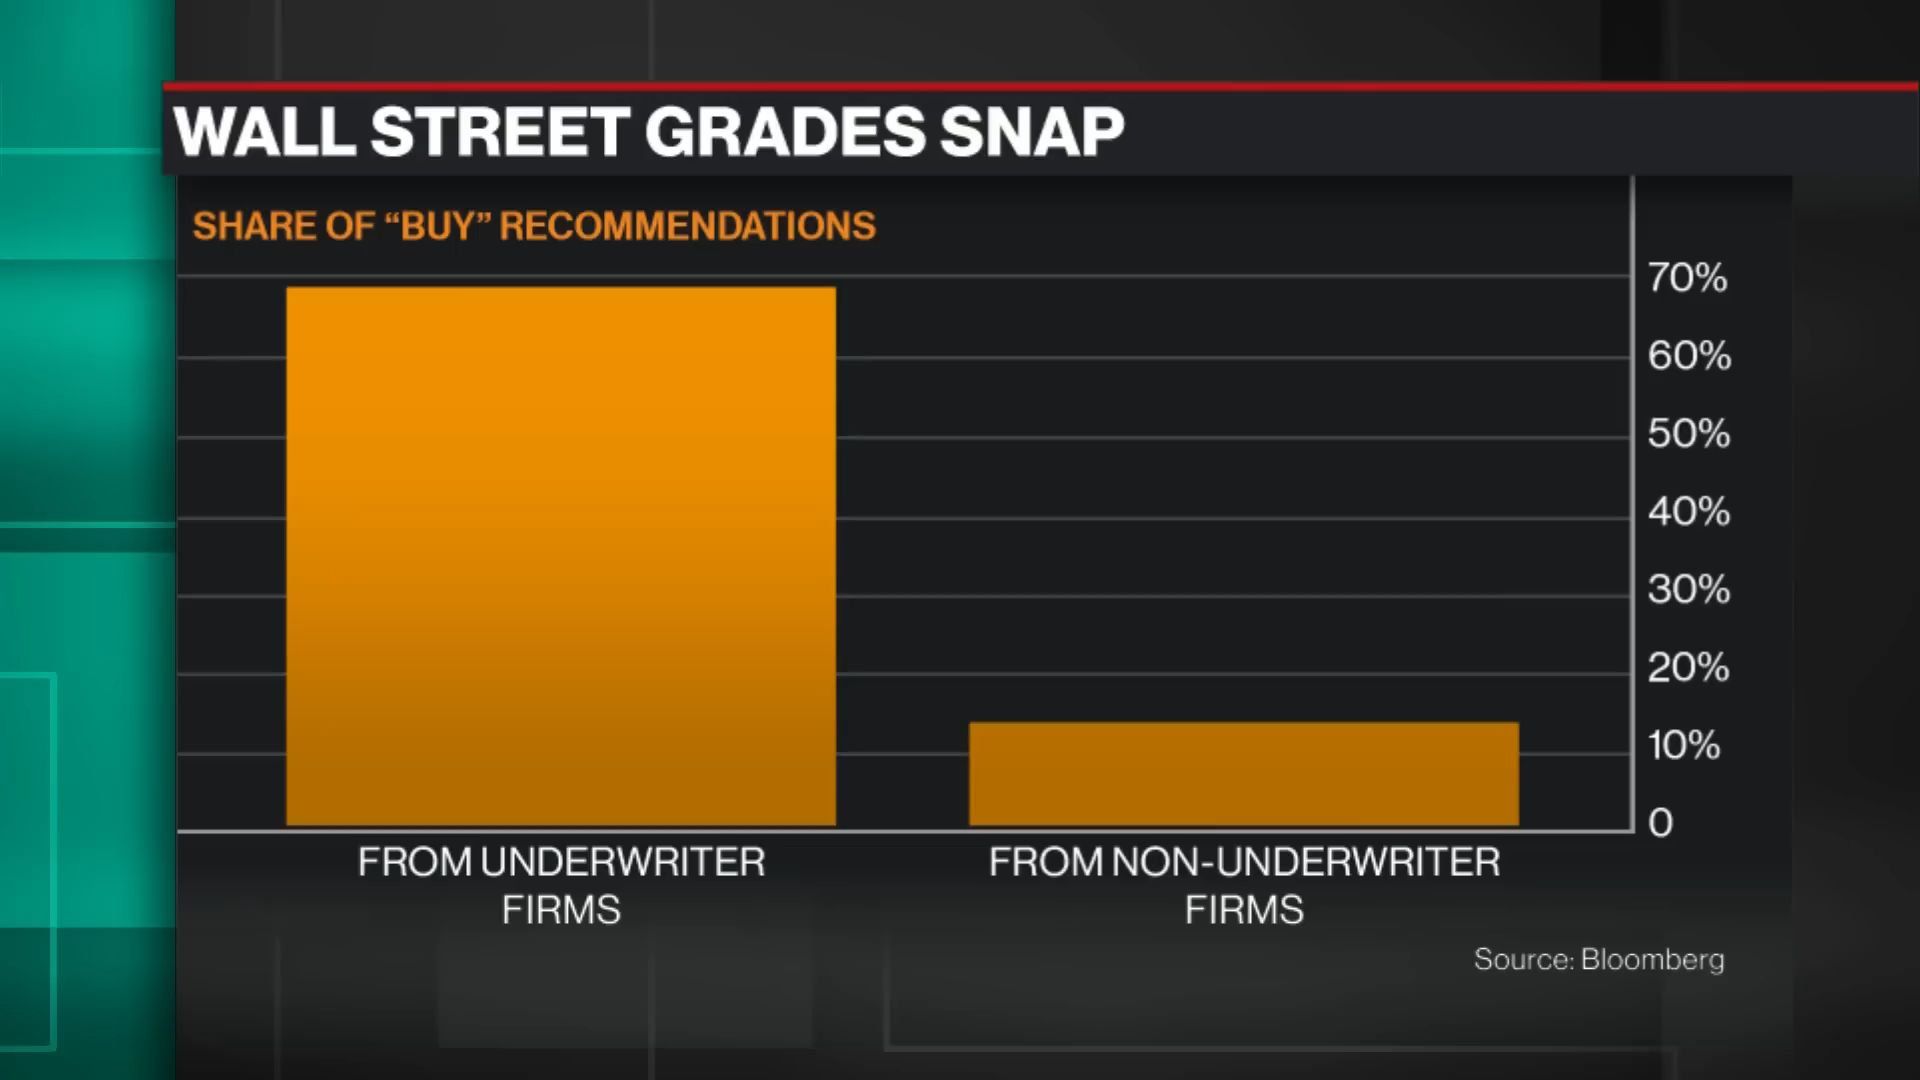 WALL STREET GRADES SNAP
SHARE OF “BUY” RECOMMENDATIONS
70%
60%
50%
40%
30%
20%
10%
0
FROM UNDERWRITER
FIRMS
FROM NON-UNDERWRITER
FIRMS
Source: Bloomberg